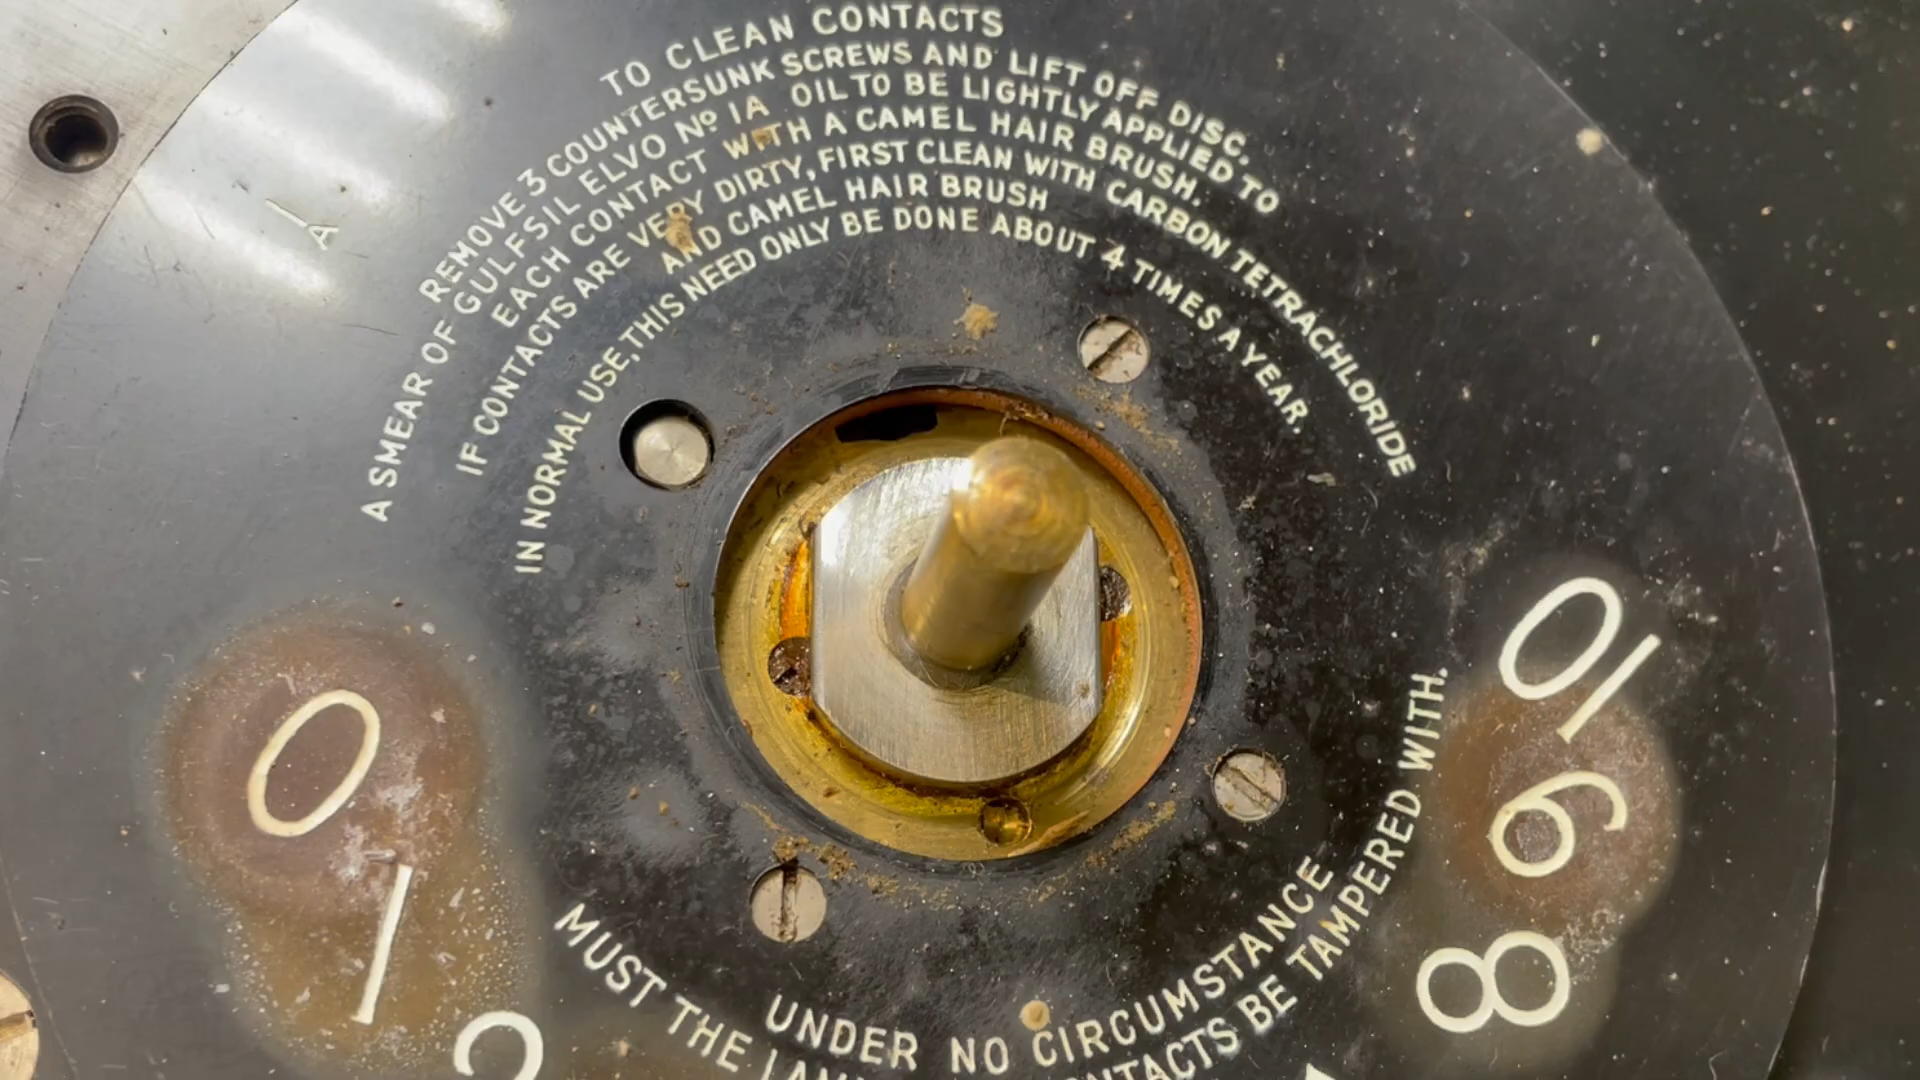 TO CLEAN CONTACTS
REMOVE 3 COUNTERSUNK SCREWS AND LIFT OFF DISC.
A SMEAR OF GULFSIL ELVO Nº 1A OIL TO BE LIGHTLY APPLIED TO
EACH CONTACT WITH A CAMEL HAIR BRUSH.
IF CONTACTS ARE VERY DIRTY, FIRST CLEAN WITH CARBON TETRACHLORIDE
AND CAMEL HAIR BRUSH
IN NORMAL USE, THIS NEED ONLY BE DONE ABOUT 4 TIMES A YEAR.
UNDER NO CIRCUMSTANCE
MUST THE BE TAMPERED WITH.
0
1
8
9
10